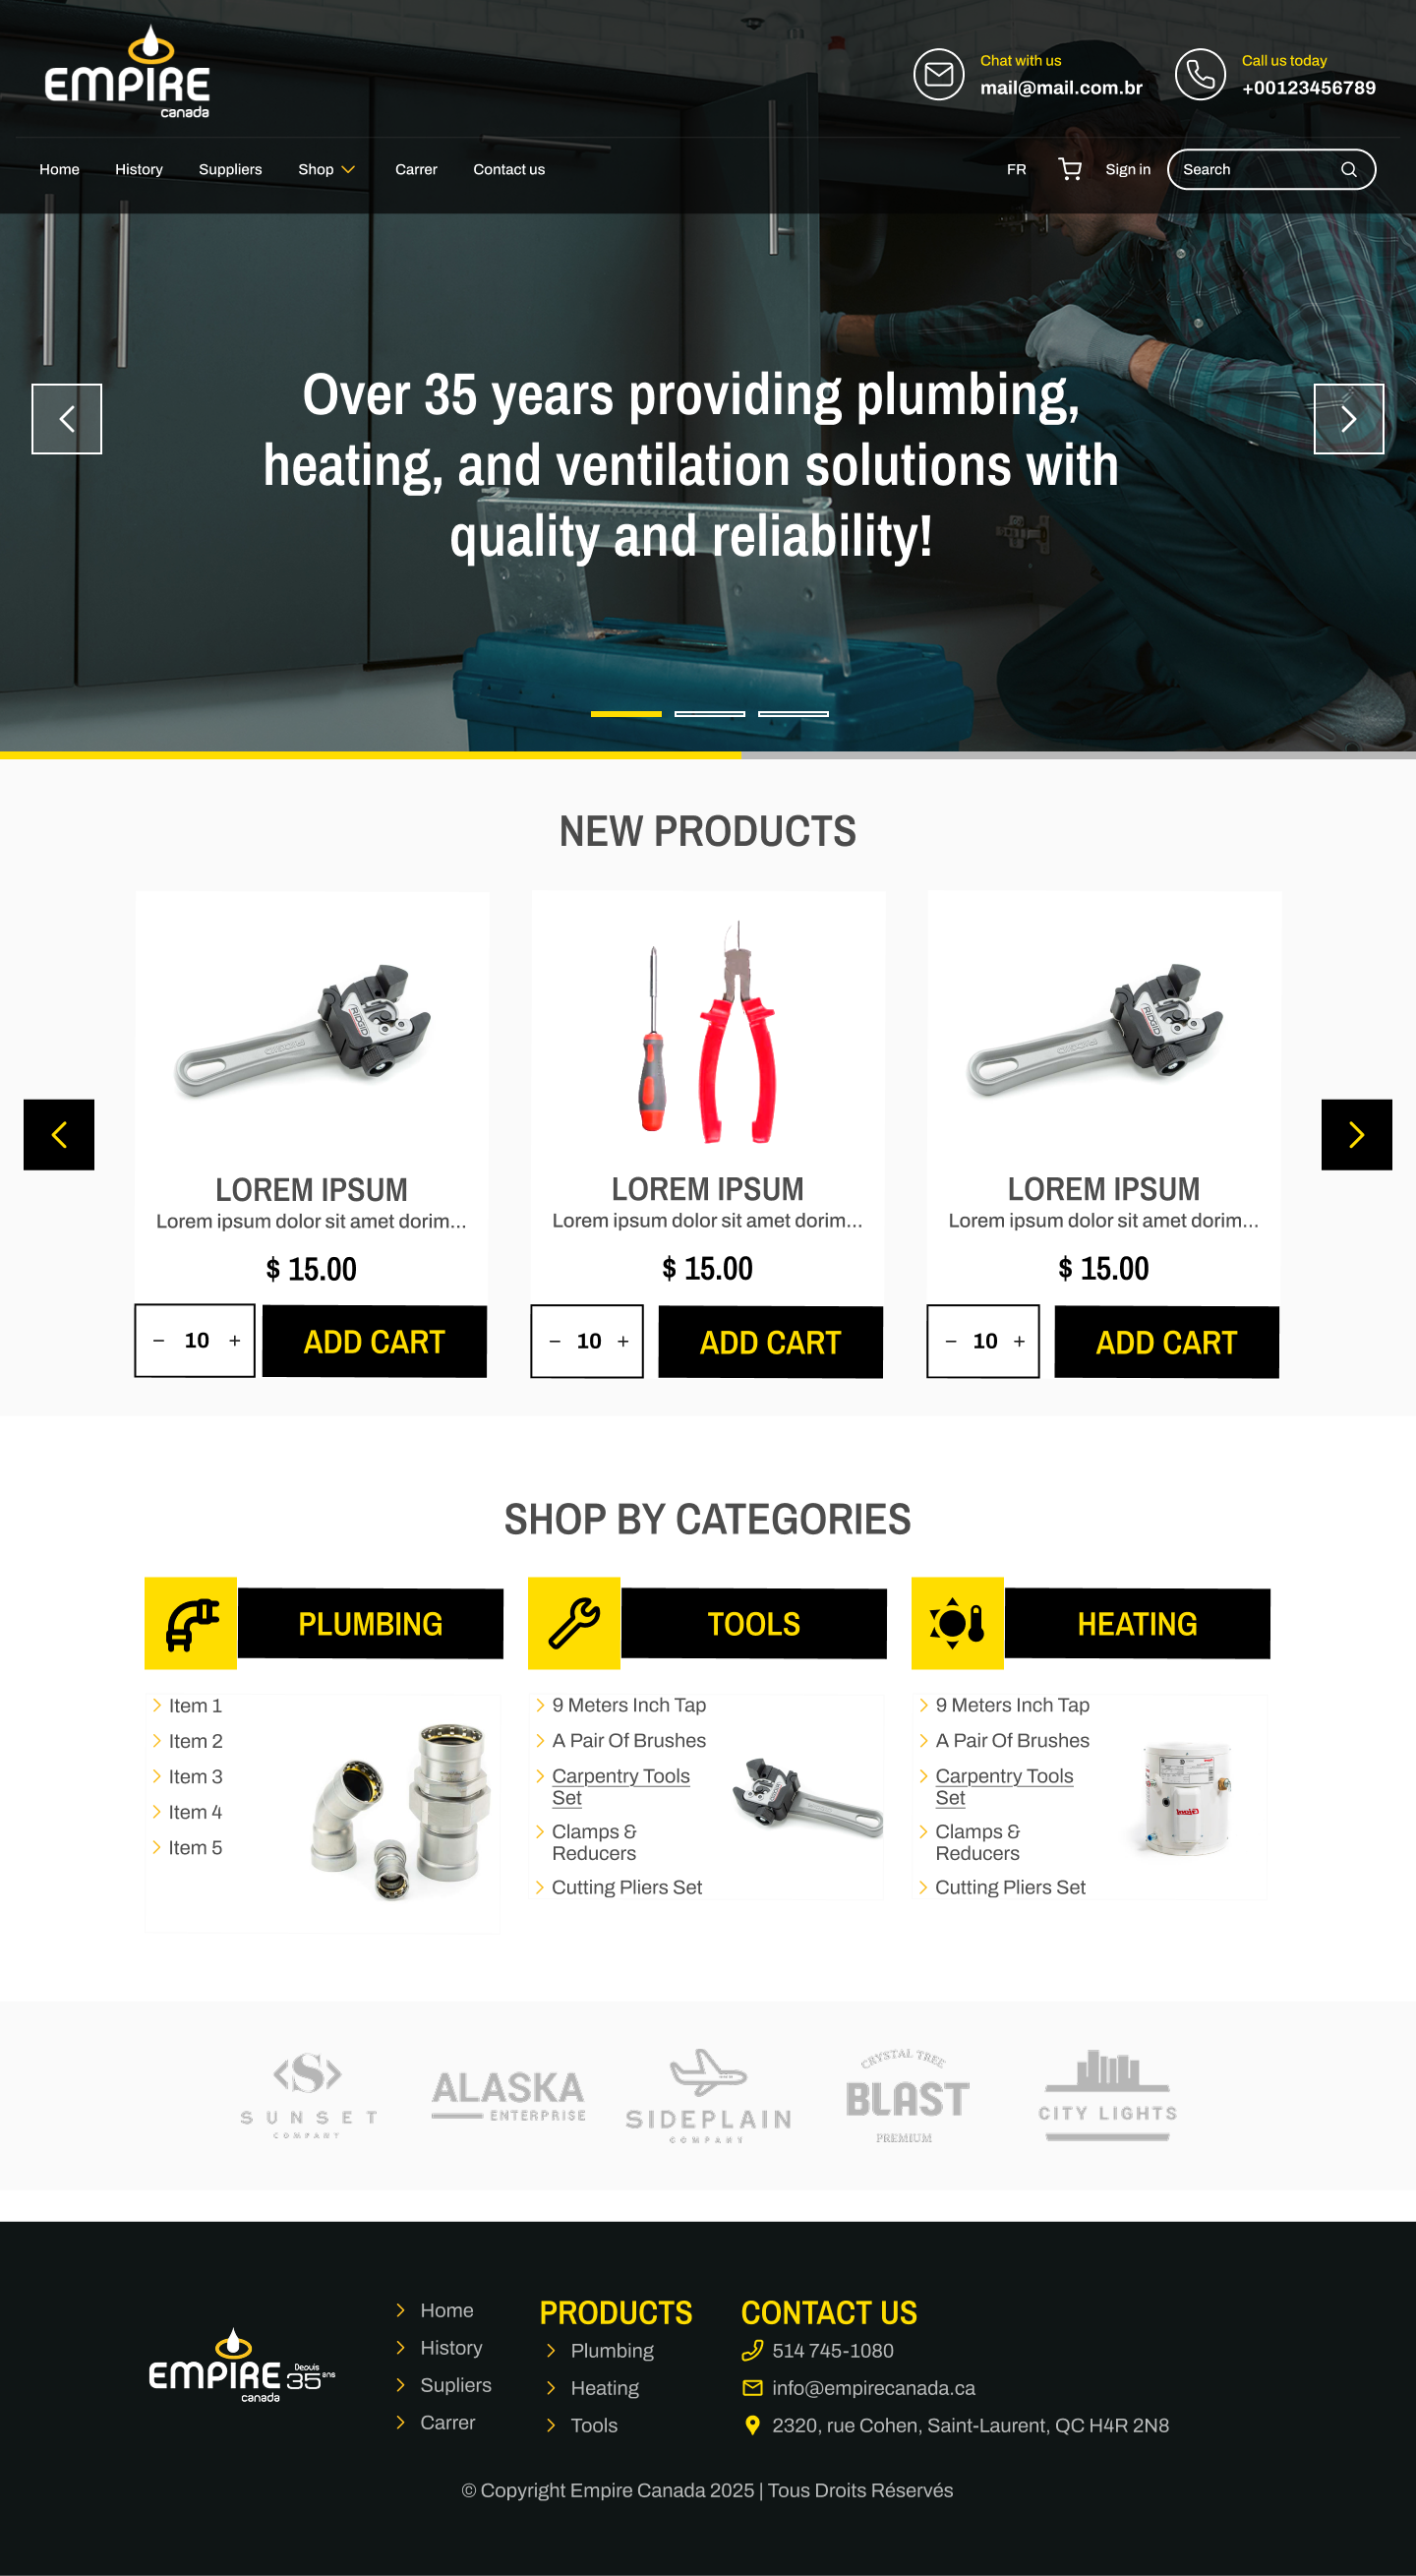 EMPIRE
canada
Chat with us
mail@mail.com.br
Call us today
+00123456789
Home
History
Suppliers
Shop
Carrer
Contact us
FR
Sign in
Search
Over 35 years providing plumbing,
heating, and ventilation solutions with
quality and reliability!
NEW PRODUCTS
RIDGID
RIDGID
LOREM IPSUM
Lorem ipsum dolor sit amet dorim...
$ 15.00
− 10 +
ADD CART
LOREM IPSUM
Lorem ipsum dolor sit amet dorim...
$ 15.00
− 10 +
ADD CART
RIDGID
RIDGID
LOREM IPSUM
Lorem ipsum dolor sit amet dorim...
$ 15.00
− 10 +
ADD CART
SHOP BY CATEGORIES
PLUMBING
Item 1
Item 2
Item 3
Item 4
Item 5
TOOLS
9 Meters Inch Tap
A Pair Of Brushes
Carpentry Tools
Set
Clamps &
Reducers
Cutting Pliers Set
HEATING
9 Meters Inch Tap
A Pair Of Brushes
Carpentry Tools
Set
Clamps &
Reducers
Cutting Pliers Set
S
SUNSET
COMPANY
ALASKA
ENTERPRISE
SIDEPLAIN
COMPANY
CRYSTAL TREE
BLAST
PREMIUM
CITY LIGHTS
EMPIRE
canada
Depuis
35 ans
Home
History
Supliers
Carrer
PRODUCTS
Plumbing
Heating
Tools
CONTACT US
514 745-1080
info@empirecanada.ca
2320, rue Cohen, Saint-Laurent, QC H4R 2N8
© Copyright Empire Canada 2025 | Tous Droits Réservés